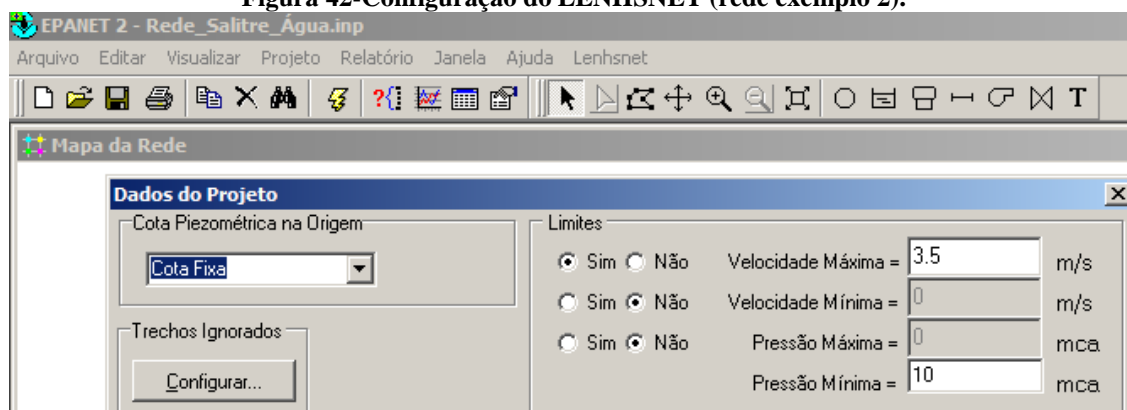 Figura 42-Configuração do LENHSNET (rede exemplo 2).
EPANET 2 - Rede_Salitre_Água.inp
Arquivo Editar Visualizar Projeto Relatório Janela Ajuda Lenhsnet
T
Mapa da Rede
Dados do Projeto
Cota Piezométrica na Origem
Cota Fixa
Trechos Ignorados
Configurar...
Limites
Sim Não Velocidade Máxima = 3.5 m/s
Sim Não Velocidade Mínima = 0 m/s
Sim Não Pressão Máxima = 0 mca
Pressão Mínima = 10 mca